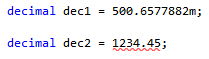 decimal dec1 = 500.6577882m;
decimal dec2 = 1234.45;